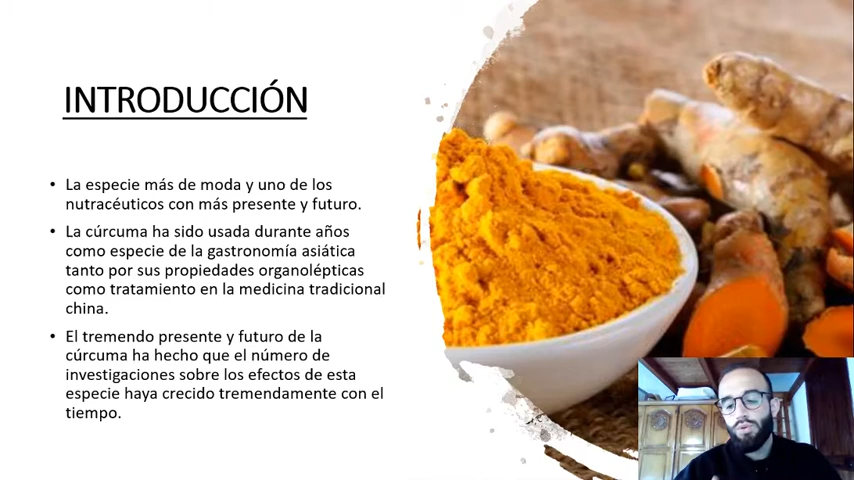 INTRODUCCIÓN
• La especie más de moda y uno de los
nutracéuticos con más presente y futuro.
• La cúrcuma ha sido usada durante años
como especie de la gastronomía asiática
tanto por sus propiedades organolépticas
como tratamiento en la medicina tradicional
china.
• El tremendo presente y futuro de la
cúrcuma ha hecho que el número de
investigaciones sobre los efectos de esta
especie haya crecido tremendamente con el
tiempo.